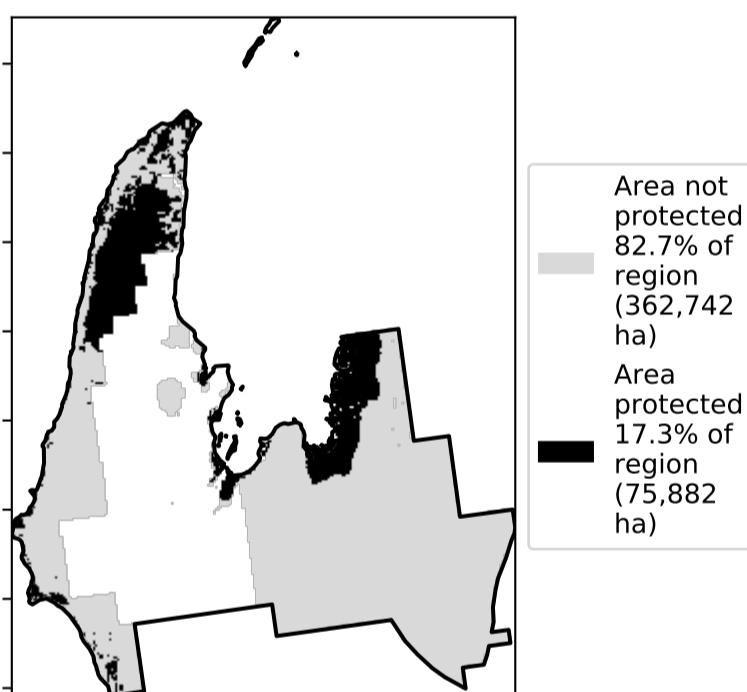 Area not
protected
82.7% of
region
(362,742
ha)
Area
protected
17.3% of
region
(75,882
ha)